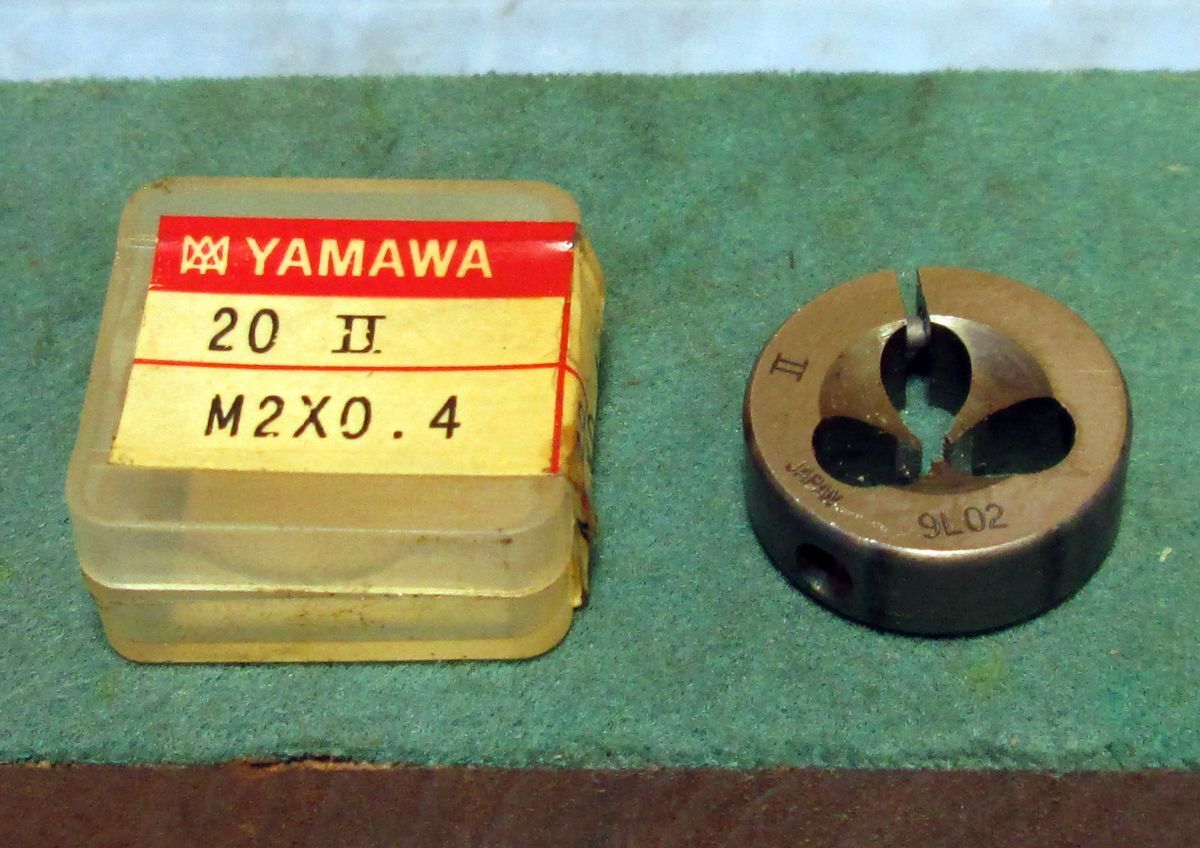 YAMAWA
20 II
M2X0.4
II
JAPAN
9L02